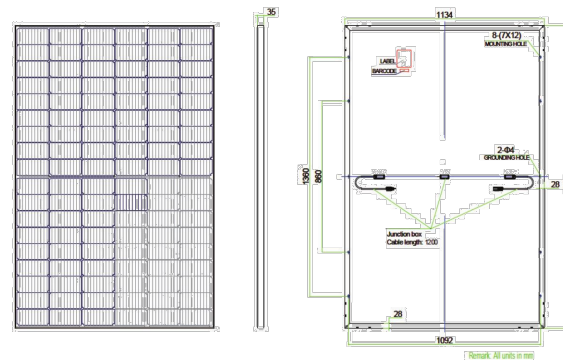 35
1134
8-(7X12)
MOUNTING HOLE
LABEL
BARCODE
2-Φ4
GROUNDING HOLE
1360
860
28
Junction box
Cable length: 1200
28
1092
Remark: All units in mm